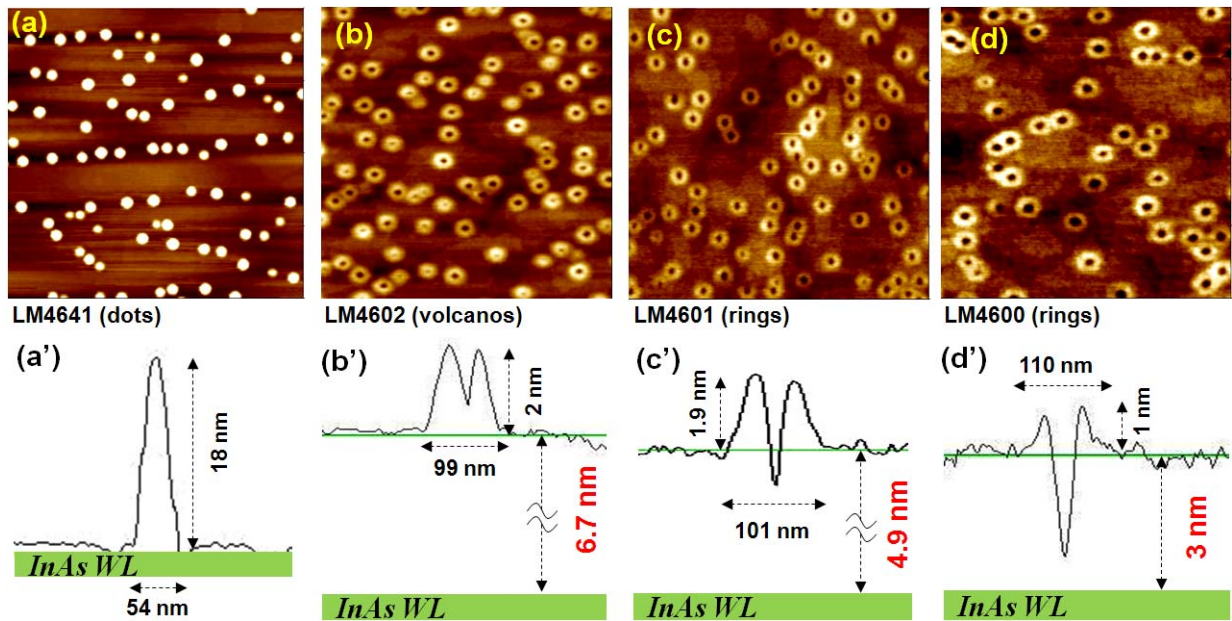 (a)
(b)
(c)
(d)
LM4641 (dots)
LM4602 (volcanos)
LM4601 (rings)
LM4600 (rings)
(a’)
18 nm
InAs WL
54 nm
(b’)
2 nm
99 nm
6.7 nm
InAs WL
(c’)
1.9 nm
101 nm
4.9 nm
InAs WL
(d’)
110 nm
1 nm
3 nm
InAs WL